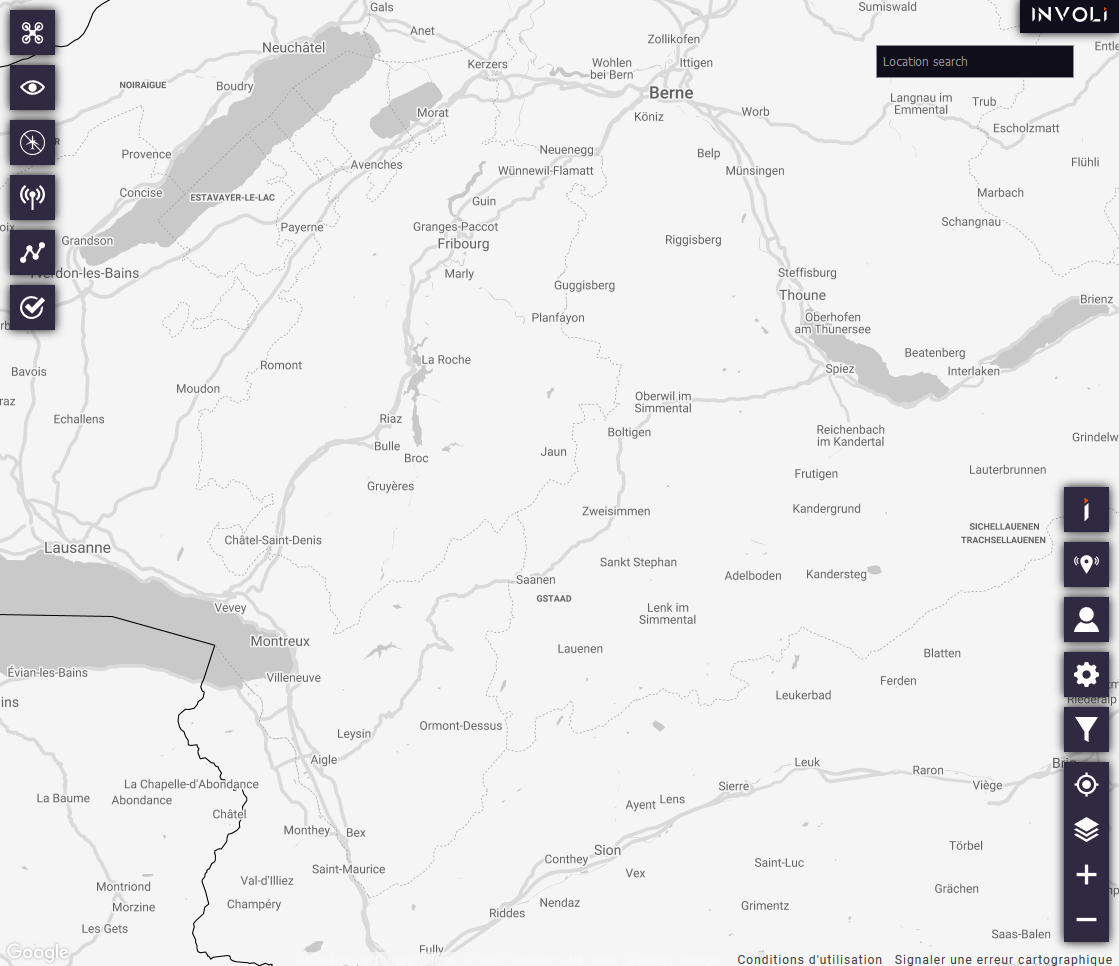 Gals
Sumiswald
INVOLI
Anet
Zollikofen
Neuchâtel
Kerzers
Wohlen
bei Bern
Ittigen
Location search
NOIRAIGUE
Boudry
Berne
Langnau im
Emmental
Trub
Morat
Köniz
Worb
Escholzmatt
Provence
Neuenegg
Belp
Avenches
Wünnewil-Flamatt
Münsingen
Flühli
Concise
ESTAVAYER-LE-LAC
Guin
Marbach
Payerne
Granges-Paccot
Schangnau
Grandson
Fribourg
Riggisberg
Marly
Steffisburg
Guggisberg
Thoune
Brienz
Planfayon
Oberhofen
am Thunersee
La Roche
Beatenberg
Bavois
Romont
Spiez
Interlaken
Moudon
Oberwil im
Simmental
Echallens
Riaz
Boltigen
Reichenbach
im Kandertal
Bulle
Broc
Jaun
Lauterbrunnen
Frutigen
Gruyères
Zweisimmen
Kandergrund
SICHELLAUENEN
TRACHSELLAUENEN
Lausanne
Châtel-Saint-Denis
Sankt Stephan
Saanen
Adelboden
Kandersteg
GSTAAD
Vevey
Lenk im
Simmental
Montreux
Lauenen
Blatten
Évian-les-Bains
Villeneuve
Ferden
Leukerbad
Riederalp
Ormont-Dessus
Leysin
Aigle
Leuk
Raron
La Chapelle-d'Abondance
Abondance
Sierre
Viège
La Baume
Ayent
Lens
Châtel
Monthey
Bex
Sion
Törbel
Conthey
Saint-Luc
Saint-Maurice
Vex
Val-d'Illiez
Montriond
Grächen
Champéry
Nendaz
Grimentz
Morzine
Riddes
Les Gets
Saas-Balen
Fully
Google
Conditions d'utilisation
Signaler une erreur cartographique